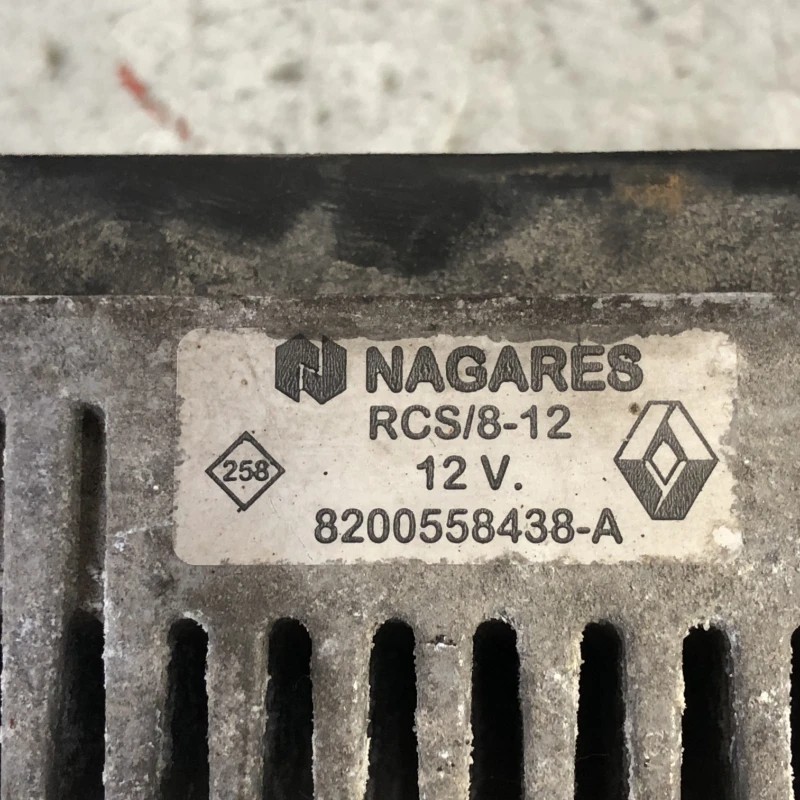 NAGARES
RCS/8-12
258
12 V.
8200558438-A